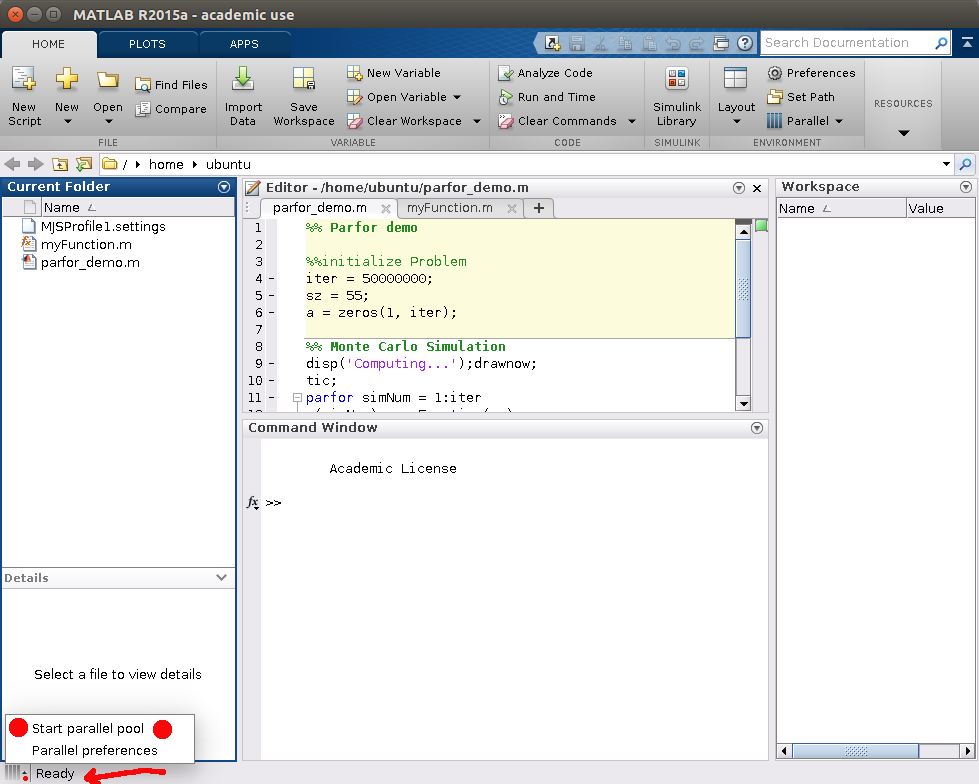 MATLAB R2015a - academic use
HOME PLOTS APPS
Search Documentation
New Script
New
Open
Find Files
Compare
FILE
Import Data
Save Workspace
New Variable
Open Variable
Clear Workspace
VARIABLE
Analyze Code
Run and Time
Clear Commands
CODE
Simulink Library
SIMULINK
Layout
Preferences
Set Path
Parallel
ENVIRONMENT
RESOURCES
/ home ubuntu
Current Folder
Name
MJSProfile1.settings
myFunction.m
parfor_demo.m
Details
Select a file to view details
Editor - /home/ubuntu/parfor_demo.m
parfor_demo.m myFunction.m +
1 %% Parfor demo
2
3 %%initialize Problem
4 - iter = 50000000;
5 - sz = 55;
6 - a = zeros(1, iter);
7
8 %% Monte Carlo Simulation
9 - disp('Computing...');drawnow;
10 - tic;
11 - parfor simNum = 1:iter
Command Window
Academic License
fx >>
Workspace
Name Value
Start parallel pool
Parallel preferences
Ready